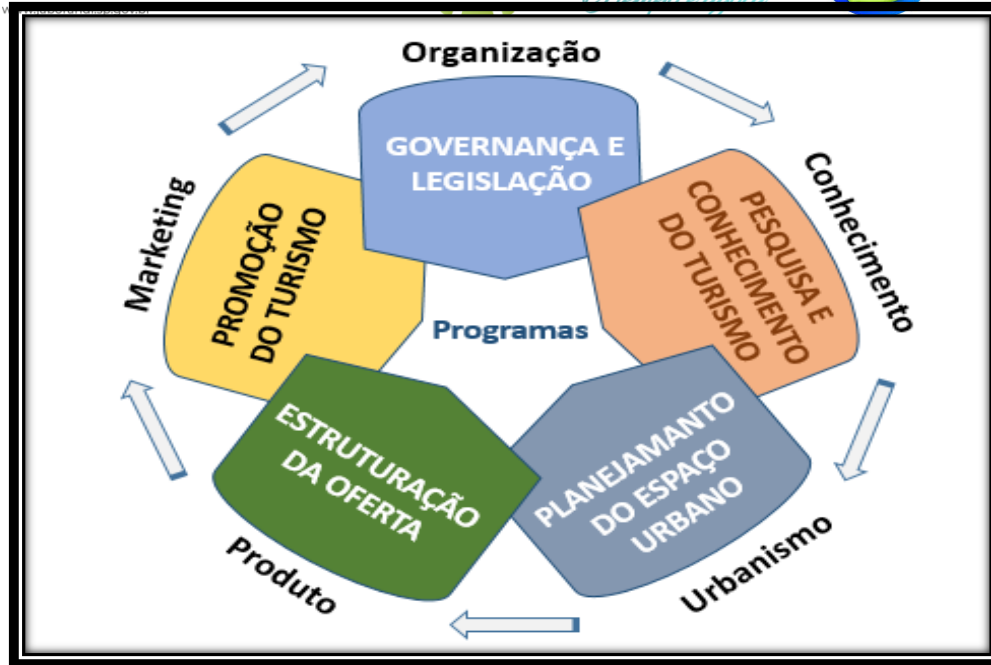 Organização
GOVERNANÇA E
LEGISLAÇÃO
Conhecimento
PESQUISA E
CONHECIMENTO
DO TURISMO
Urbanismo
PLANEJAMANTO
DO ESPAÇO
URBANO
Produto
ESTRUTURAÇÃO
DA OFERTA
Marketing
PROMOÇÃO
DO TURISMO
Programas